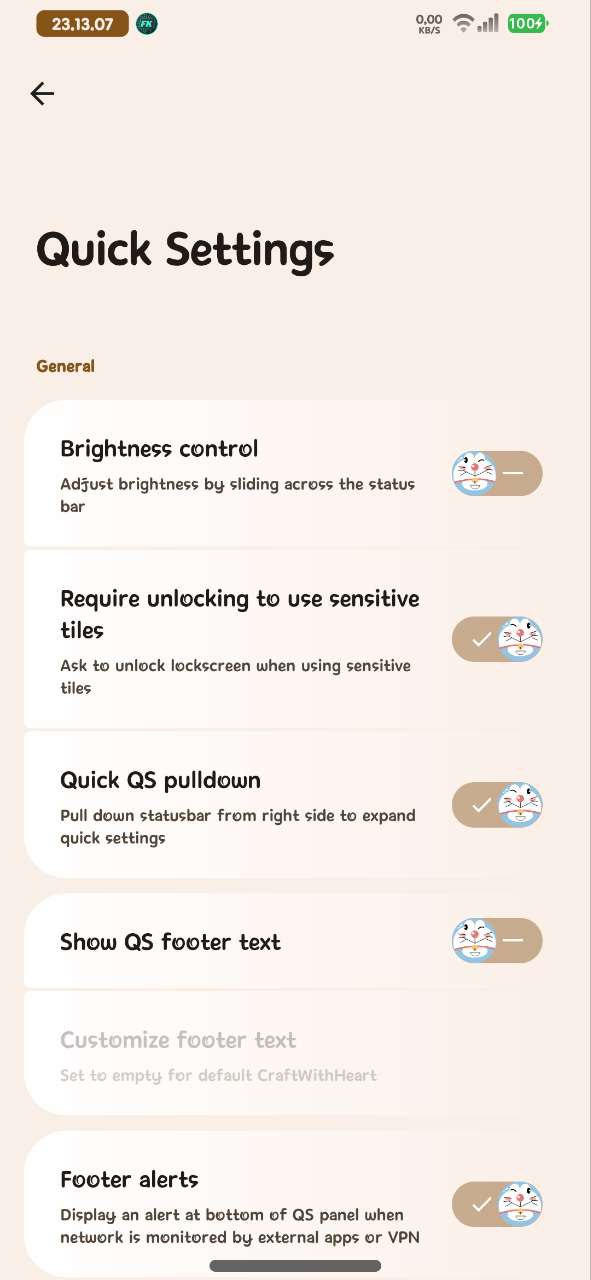 23.13.07 FK 0,00 KB/S 100
Quick Settings
General
Brightness control
Adjust brightness by sliding across the status
bar
Require unlocking to use sensitive
tiles
Ask to unlock lockscreen when using sensitive
tiles
Quick QS pulldown
Pull down statusbar from right side to expand
quick settings
Show QS footer text
Customize footer text
Set to empty for default CraftWithHeart
Footer alerts
Display an alert at bottom of QS panel when
network is monitored by external apps or VPN